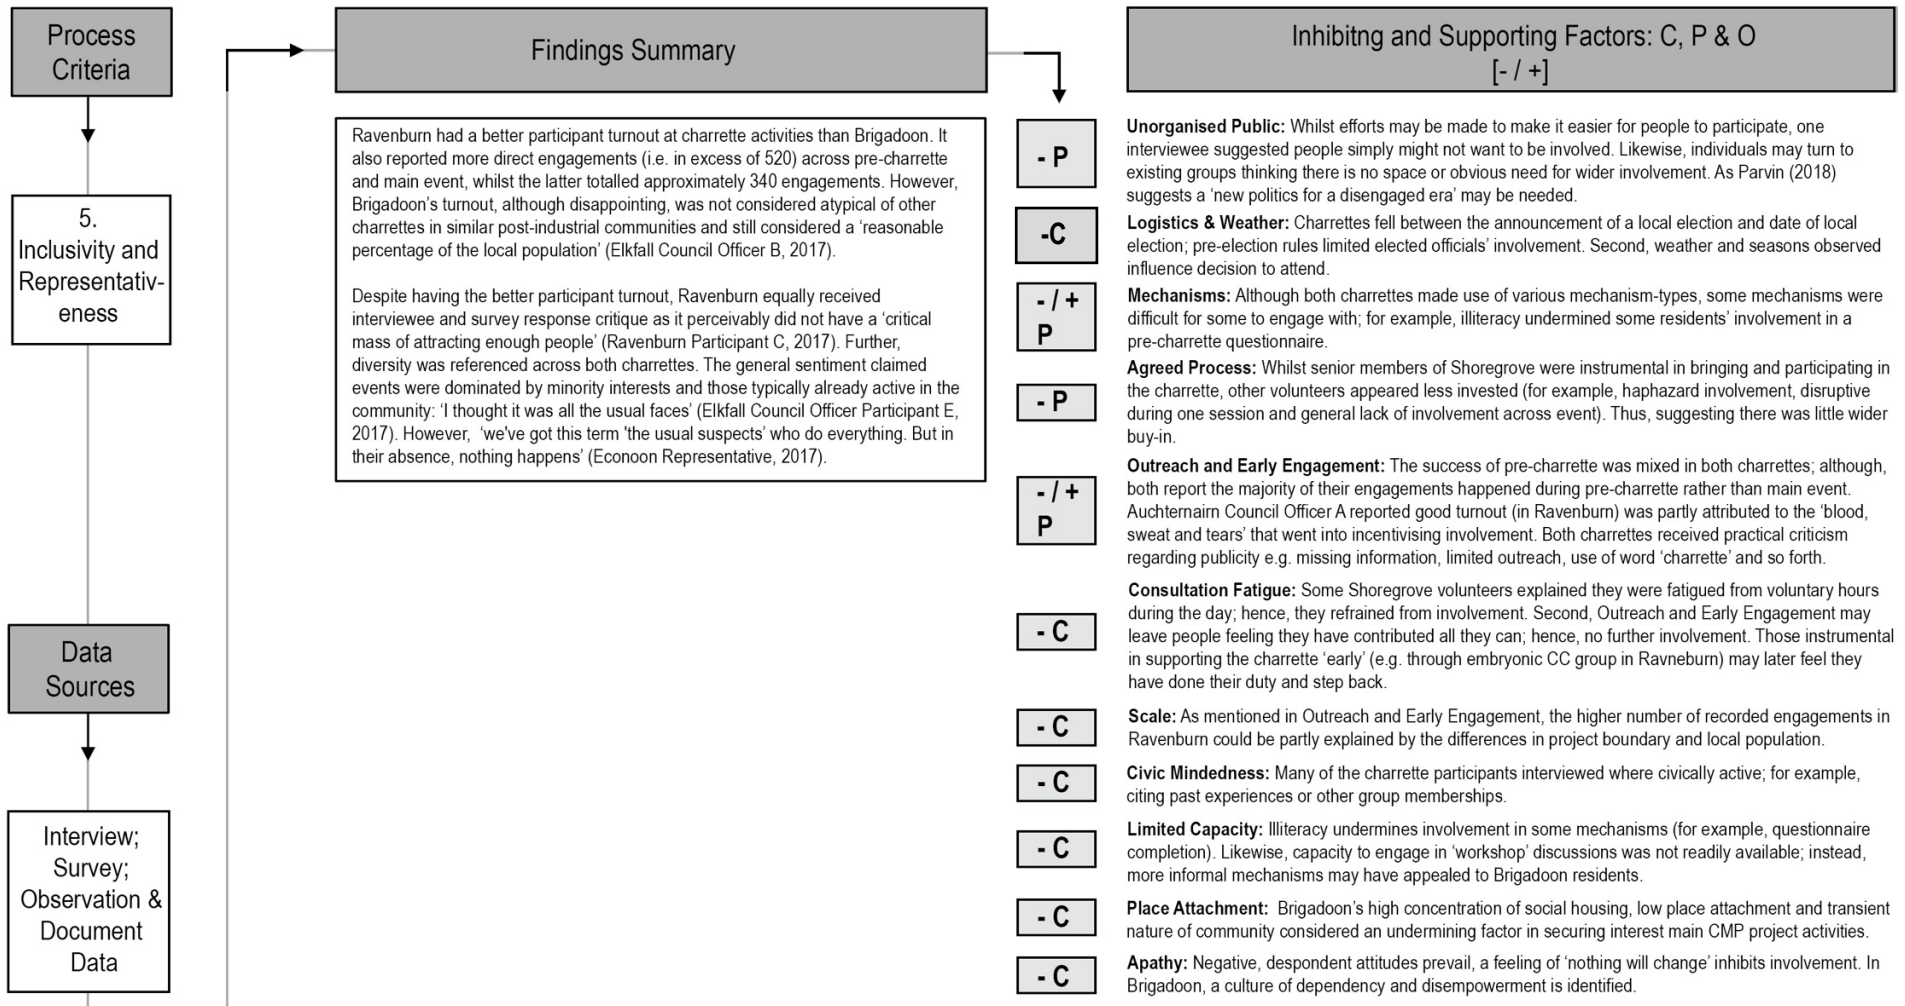 Process
Criteria
5.
Inclusivity and
Representativ-
eness
Data
Sources
Interview;
Survey;
Observation &
Document
Data
Findings Summary
Ravenburn had a better participant turnout at charrette activities than Brigadoon. It
also reported more direct engagements (i.e. in excess of 520) across pre-charrette
and main event, whilst the latter totalled approximately 340 engagements. However,
Brigadoon's turnout, although disappointing, was not considered atypical of other
charrettes in similar post-industrial communities and still considered a ‘reasonable
percentage of the local population’ (Elkfall Council Officer B, 2017).
Despite having the better participant turnout, Ravenburn equally received
interviewee and survey response critique as it perceivably did not have a ‘critical
mass of attracting enough people’ (Ravenburn Participant C, 2017). Further,
diversity was referenced across both charrettes. The general sentiment claimed
events were dominated by minority interests and those typically already active in the
community: ‘I thought it was all the usual faces’ (Elkfall Council Officer Participant E,
2017). However, ‘we've got this term 'the usual suspects’ who do everything. But in
their absence, nothing happens’ (Econoon Representative, 2017).
Inhibitng and Supporting Factors: C, P & O
[- / +]
- P
Unorganised Public: Whilst efforts may be made to make it easier for people to participate, one
interviewee suggested people simply might not want to be involved. Likewise, individuals may turn to
existing groups thinking there is no space or obvious need for wider involvement. As Parvin (2018)
suggests a ‘new politics for a disengaged era’ may be needed.
-C
Logistics & Weather: Charrettes fell between the announcement of a local election and date of local
election; pre-election rules limited elected officials’ involvement. Second, weather and seasons observed
influence decision to attend.
- / +
P
Mechanisms: Although both charrettes made use of various mechanism-types, some mechanisms were
difficult for some to engage with; for example, illiteracy undermined some residents’ involvement in a
pre-charrette questionnaire.
- P
Agreed Process: Whilst senior members of Shoregrove were instrumental in bringing and participating in
the charrette, other volunteers appeared less invested (for example, haphazard involvement, disruptive
during one session and general lack of involvement across event). Thus, suggesting there was little wider
buy-in.
- / +
P
Outreach and Early Engagement: The success of pre-charrette was mixed in both charrettes; although,
both report the majority of their engagements happened during pre-charrette rather than main event.
Auchternairn Council Officer A reported good turnout (in Ravenburn) was partly attributed to the ‘blood,
sweat and tears’ that went into incentivising involvement. Both charrettes received practical criticism
regarding publicity e.g. missing information, limited outreach, use of word ‘charrette’ and so forth.
- C
Consultation Fatigue: Some Shoregrove volunteers explained they were fatigued from voluntary hours
during the day; hence, they refrained from involvement. Second, Outreach and Early Engagement may
leave people feeling they have contributed all they can; hence, no further involvement. Those instrumental
in supporting the charrette ‘early’ (e.g. through embryonic CC group in Ravneburn) may later feel they
have done their duty and step back.
- C
Scale: As mentioned in Outreach and Early Engagement, the higher number of recorded engagements in
Ravenburn could be partly explained by the differences in project boundary and local population.
- C
Civic Mindedness: Many of the charrette participants interviewed where civically active; for example,
citing past experiences or other group memberships.
- C
Limited Capacity: Illiteracy undermines involvement in some mechanisms (for example, questionnaire
completion). Likewise, capacity to engage in ‘workshop’ discussions was not readily available; instead,
more informal mechanisms may have appealed to Brigadoon residents.
- C
Place Attachment: Brigadoon's high concentration of social housing, low place attachment and transient
nature of community considered an undermining factor in securing interest main CMP project activities.
- C
Apathy: Negative, despondent attitudes prevail, a feeling of ‘nothing will change’ inhibits involvement. In
Brigadoon, a culture of dependency and disempowerment is identified.